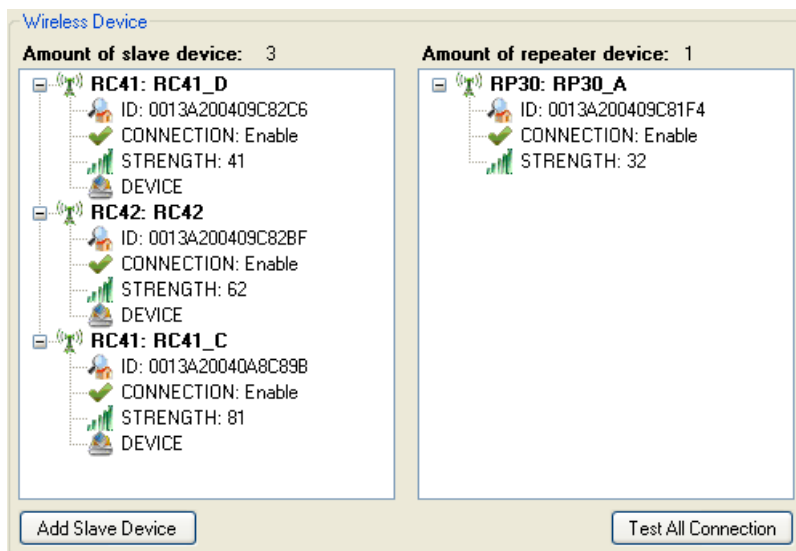 Wireless Device
Amount of slave device: 3
RC41: RC41_D
ID: 0013A200409C82C6
CONNECTION: Enable
STRENGTH: 41
DEVICE
RC42: RC42
ID: 0013A200409C82BF
CONNECTION: Enable
STRENGTH: 62
DEVICE
RC41: RC41_C
ID: 0013A20040A8C89B
CONNECTION: Enable
STRENGTH: 81
DEVICE
Add Slave Device
Amount of repeater device: 1
RP30: RP30_A
ID: 0013A200409C81F4
CONNECTION: Enable
STRENGTH: 32
Test All Connection